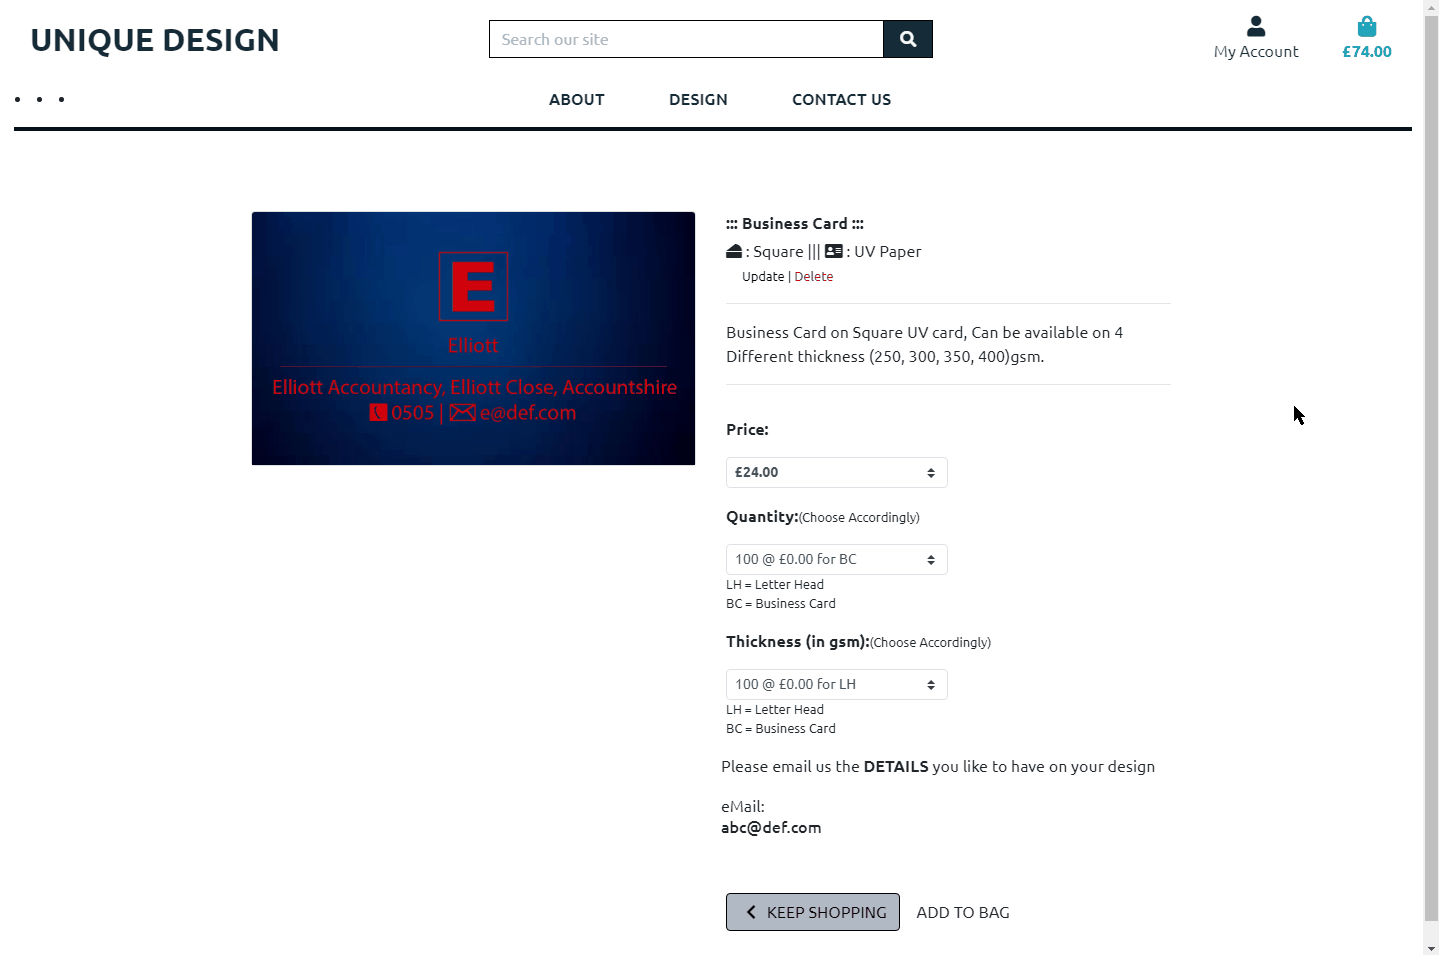 UNIQUE DESIGN
Search our site
My Account
£74.00
ABOUT
DESIGN
CONTACT US
E
Elliott
Elliott Accountancy, Elliott Close, Accountshire
0505 | e@def.com
::: Business Card :::
: Square ||| : UV Paper
Update | Delete
Business Card on Square UV card, Can be available on 4
Different thickness (250, 300, 350, 400)gsm.
Price:
£24.00
Quantity:(Choose Accordingly)
100 @ £0.00 for BC
LH = Letter Head
BC = Business Card
Thickness (in gsm):(Choose Accordingly)
100 @ £0.00 for LH
LH = Letter Head
BC = Business Card
Please email us the DETAILS you like to have on your design
eMail:
abc@def.com
KEEP SHOPPING
ADD TO BAG